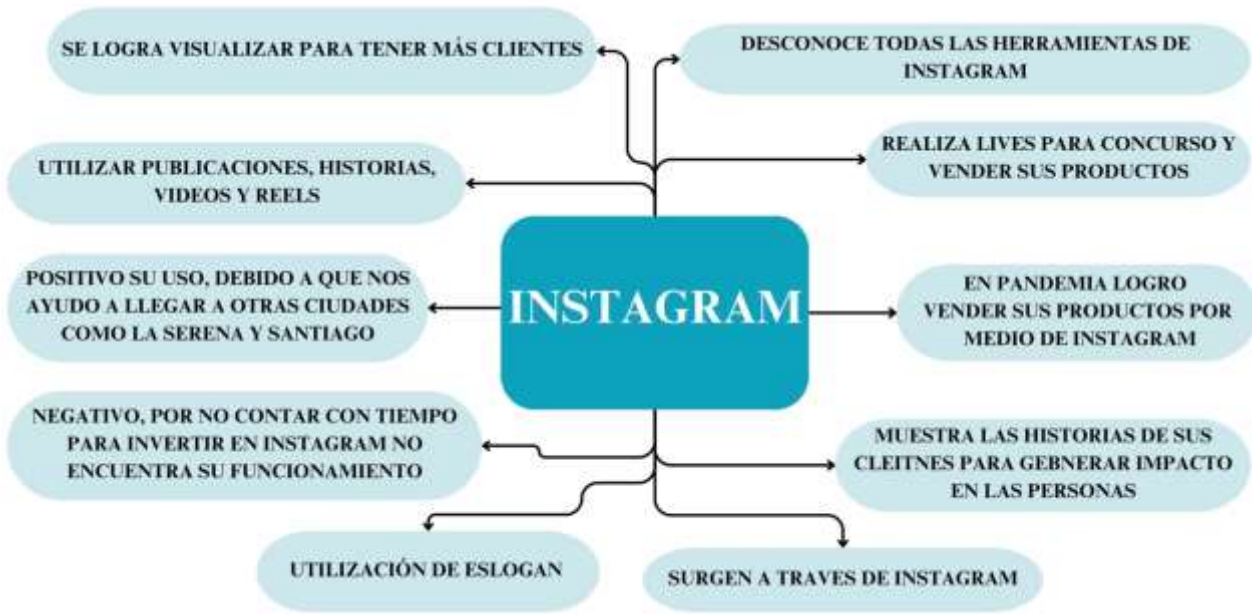 SE LOGRA VISUALIZAR PARA TENER MÁS CLIENTES
DESCONOCE TODAS LAS HERRAMIENTAS DE
INSTAGRAM
UTILIZAR PUBLICACIONES, HISTORIAS,
VIDEOS Y REELS
REALIZA LIVES PARA CONCURSO Y
VENDER SUS PRODUCTOS
INSTAGRAM
POSITIVO SU USO, DEBIDO A QUE NOS
AYUDO A LLEGAR A OTRAS CIUDADES
COMO LA SERENA Y SANTIAGO
EN PANDEMIA LOGRO
VENDER SUS PRODUCTOS POR
MEDIO DE INSTAGRAM
NEGATIVO, POR NO CONTAR CON TIEMPO
PARA INVERTIR EN INSTAGRAM NO
ENCUENTRA SU FUNCIONAMIENTO
MUESTRA LAS HISTORIAS DE SUS
CLEITNES PARA GEBNERAR IMPACTO
EN LAS PERSONAS
UTILIZACIÓN DE ESLOGAN
SURGEN A TRAVES DE INSTAGRAM